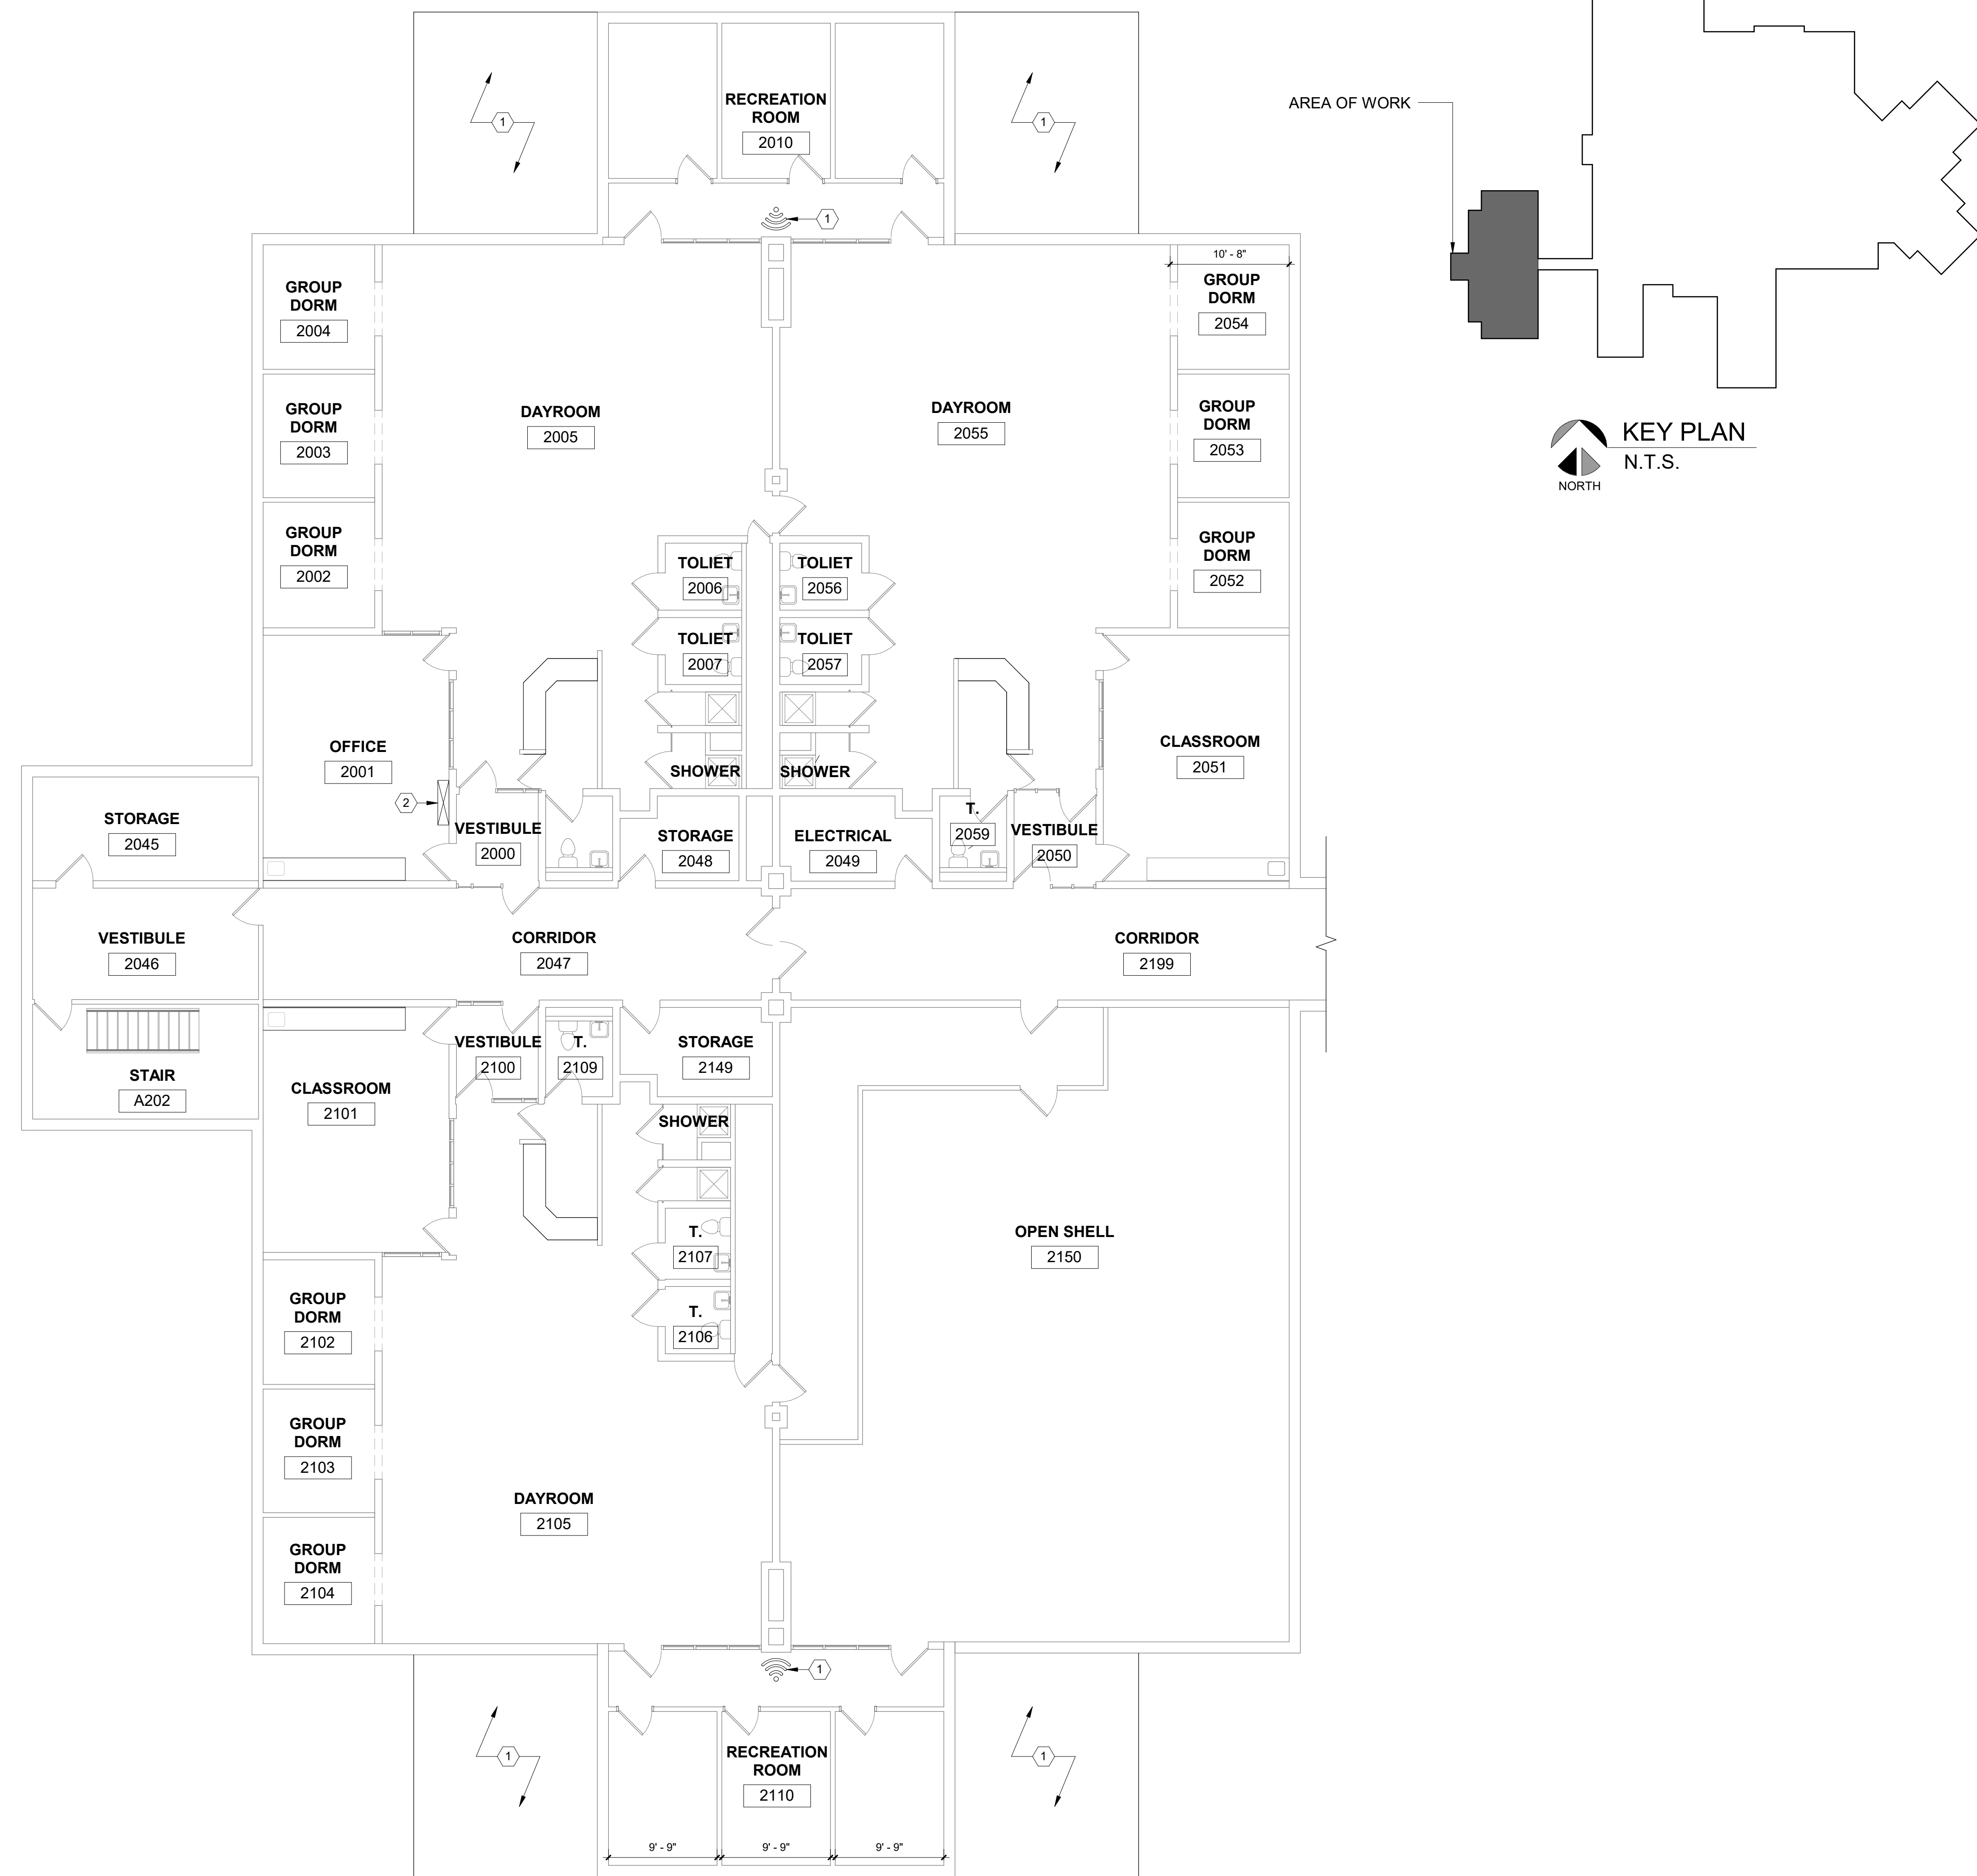 RECREATION
ROOM
2010
1
1
1
AREA OF WORK
KEY PLAN
N.T.S.
NORTH
10' - 8"
GROUP
DORM
2004
GROUP
DORM
2054
GROUP
DORM
2003
DAYROOM
2005
DAYROOM
2055
GROUP
DORM
2053
GROUP
DORM
2002
TOLIET
2006
TOLIET
2056
GROUP
DORM
2052
TOLIET
2007
TOLIET
2057
OFFICE
2001
2
SHOWER
SHOWER
CLASSROOM
2051
STORAGE
2045
VESTIBULE
2000
STORAGE
2048
ELECTRICAL
2049
T.
2059
VESTIBULE
2050
VESTIBULE
2046
CORRIDOR
2047
CORRIDOR
2199
STAIR
A202
CLASSROOM
2101
VESTIBULE
2100
T.
2109
STORAGE
2149
SHOWER
T.
2107
OPEN SHELL
2150
T.
2106
GROUP
DORM
2102
GROUP
DORM
2103
DAYROOM
2105
GROUP
DORM
2104
1
1
1
RECREATION
ROOM
2110
9' - 9"
9' - 9"
9' - 9"